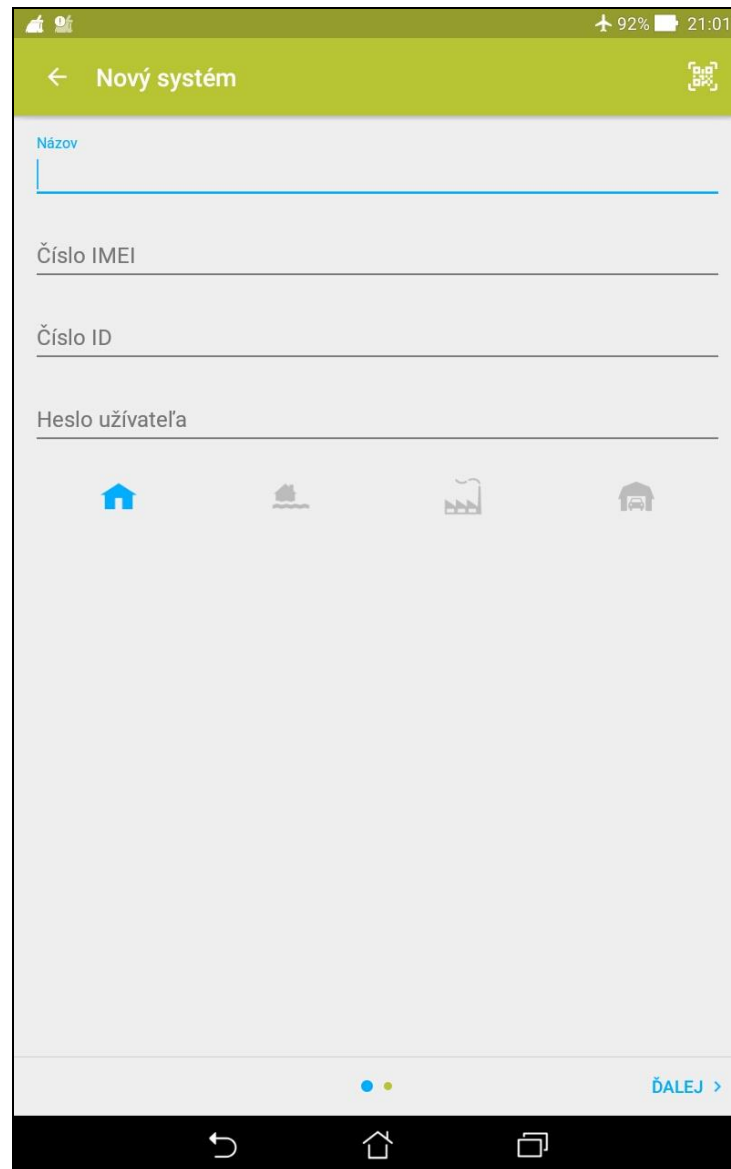 92% 21:01
Nový systém
Názov
Číslo IMEI
Číslo ID
Heslo užívateľa
ĎALEJ >